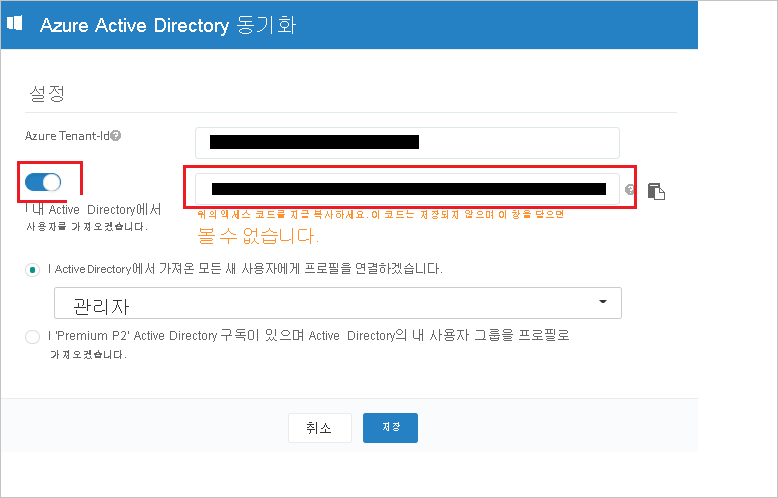 Azure Active Directory 동기화
설정
Azure Tenant-Id
I 내 Active Directory에서
사용자를 가져오겠습니다.
위의 액세스 코드를 지금 복사하세요. 이 코드는 저장되지 않으며 이 창을 닫으면
볼 수 없습니다.
I Active Directory에서 가져온 모든 새 사용자에게 프로필을 연결하겠습니다.
관리자
I 'Premium P2' Active Directory 구독이 있으며 Active Directory의 내 사용자 그룹을 프로필로
가져오겠습니다.
취소
저장